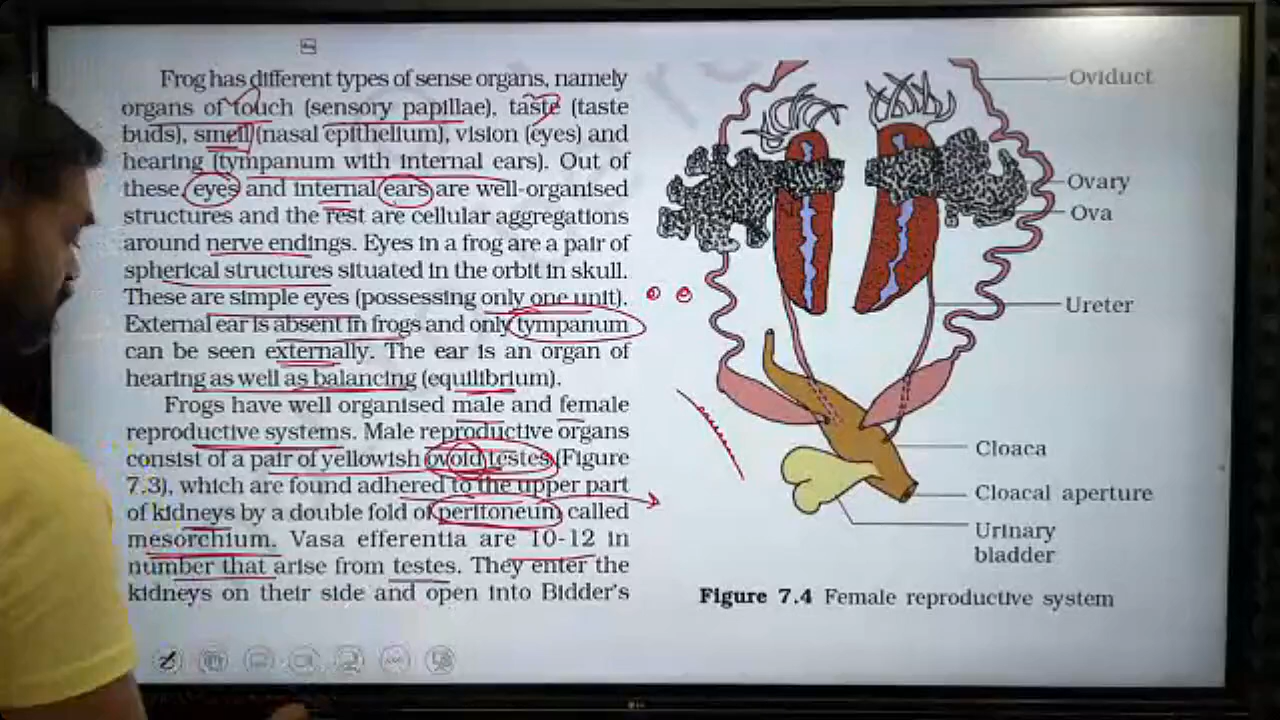 Frog has different types of sense organs, namely
organs of touch (sensory papillae), taste (taste
buds), smell (nasal epithelium), vision (eyes) and
hearing (tympanum with internal ears). Out of
these, eyes and internal ears are well-organised
structures and the rest are cellular aggregations
around nerve endings. Eyes in a frog are a pair of
spherical structures situated in the orbit in skull.
These are simple eyes (possessing only one unit).
External ear is absent in frogs and only tympanum
can be seen externally. The ear is an organ of
hearing as well as balancing (equilibrium).
Frogs have well organised male and female
reproductive systems. Male reproductive organs
consist of a pair of yellowish ovoid testes (Figure
7.3), which are found adhered to the upper part
of kidneys by a double fold of peritoneum called
mesorchium. Vasa efferentia are 10-12 in
number that arise from testes. They enter the
kidneys on their side and open into Bidder's
Oviduct
Ovary
Ova
Ureter
Cloaca
Cloacal aperture
Urinary
bladder
Figure 7.4 Female reproductive system